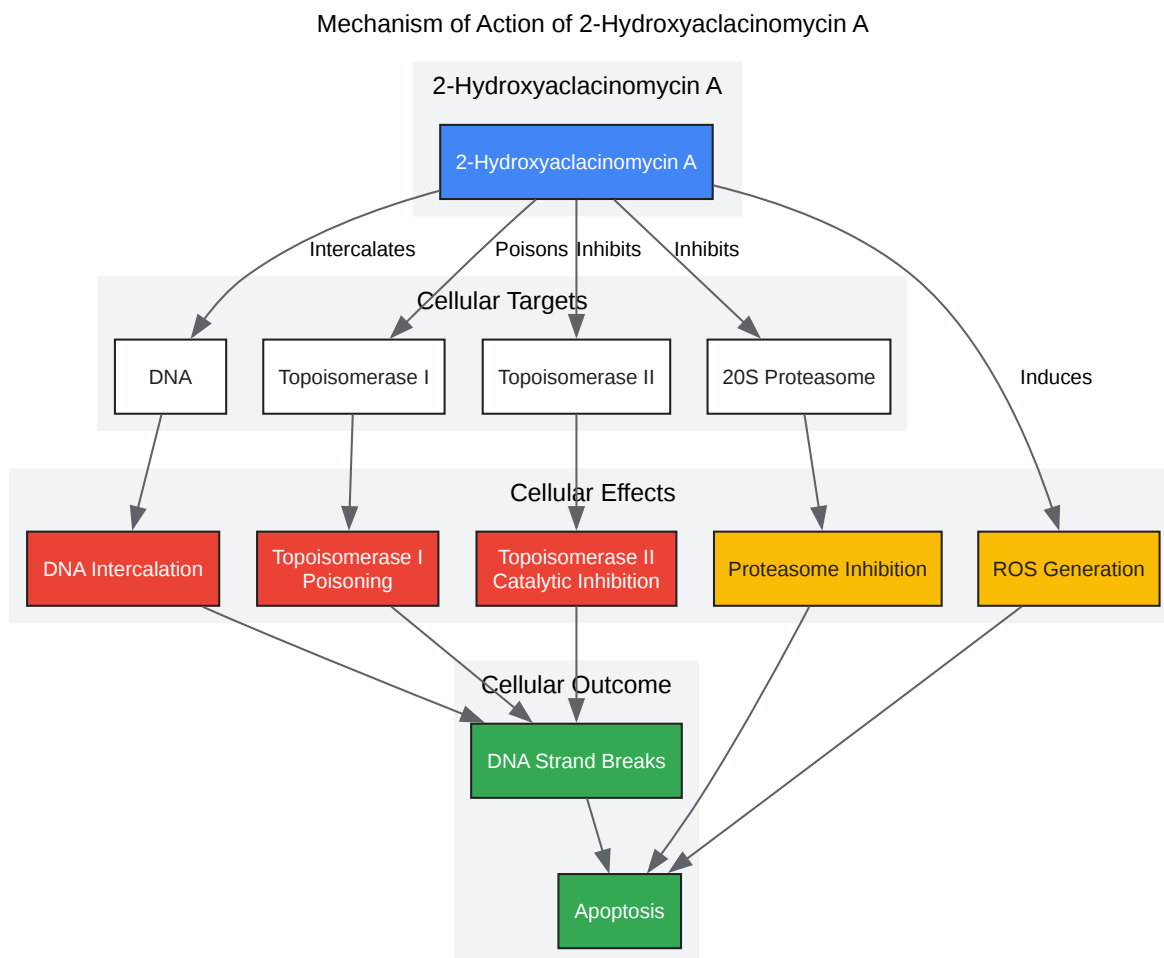 Mechanism of Action of 2-Hydroxyaclacinomycin A
2-Hydroxyaclacinomycin A
2-Hydroxyaclacinomycin A
Intercalates
Poisons
Inhibits
Inhibits
Cellular Targets
DNA
Topoisomerase I
Topoisomerase II
20S Proteasome
Induces
Cellular Effects
DNA Intercalation
Topoisomerase I
Poisoning
Topoisomerase II
Catalytic Inhibition
Proteasome Inhibition
ROS Generation
Cellular Outcome
DNA Strand Breaks
Apoptosis